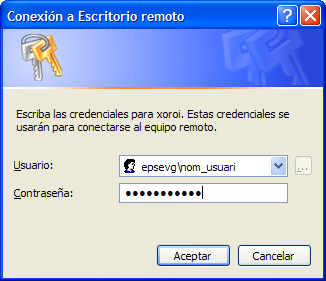 Conexión a Escritorio remoto
Escriba las credenciales para xoroi. Estas credenciales se
usarán para conectarse al equipo remoto.
Usuario: epsevg\nom_usuari ...
Contraseña: ●●●●●●●●●●●
Aceptar Cancelar